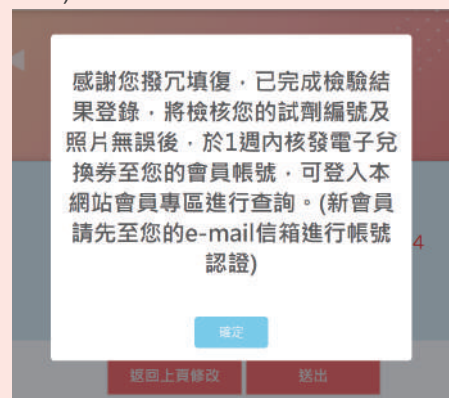 感謝您撥冗填復，已完成檢驗結
果登錄，將檢核您的試劑編號及
照片無誤後，於1週內核發電子兌
換券至您的會員帳號，可登入本
網站會員專區進行查詢。(新會員
請先至您的e-mail信箱進行帳號
認證)
4
確定
返回上頁修改
送出